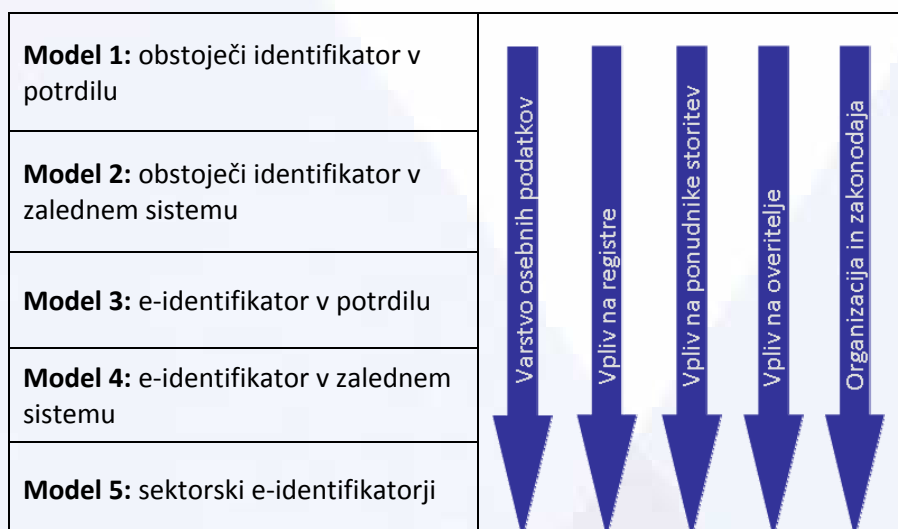 Model 1: obstoječi identifikator v
potrdilu
Model 2: obstoječi identifikator v
zalednem sistemu
Model 3: e-identifikator v potrdilu
Model 4: e-identifikator v zalednem
sistemu
Model 5: sektorski e-identifikatorji
Varstvo osebnih podatkov
Vpliv na registre
Vpliv na ponudnike storitev
Vpliv na overitelje
Organizacija in zakonodaja